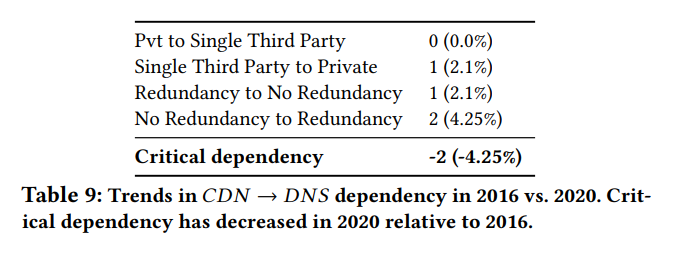 Pvt to Single Third Party 0 (0.0%)
Single Third Party to Private 1 (2.1%)
Redundancy to No Redundancy 1 (2.1%)
No Redundancy to Redundancy 2 (4.25%)
Critical dependency -2 (-4.25%)
Table 9: Trends in CDN → DNS dependency in 2016 vs. 2020. Crit-
ical dependency has decreased in 2020 relative to 2016.